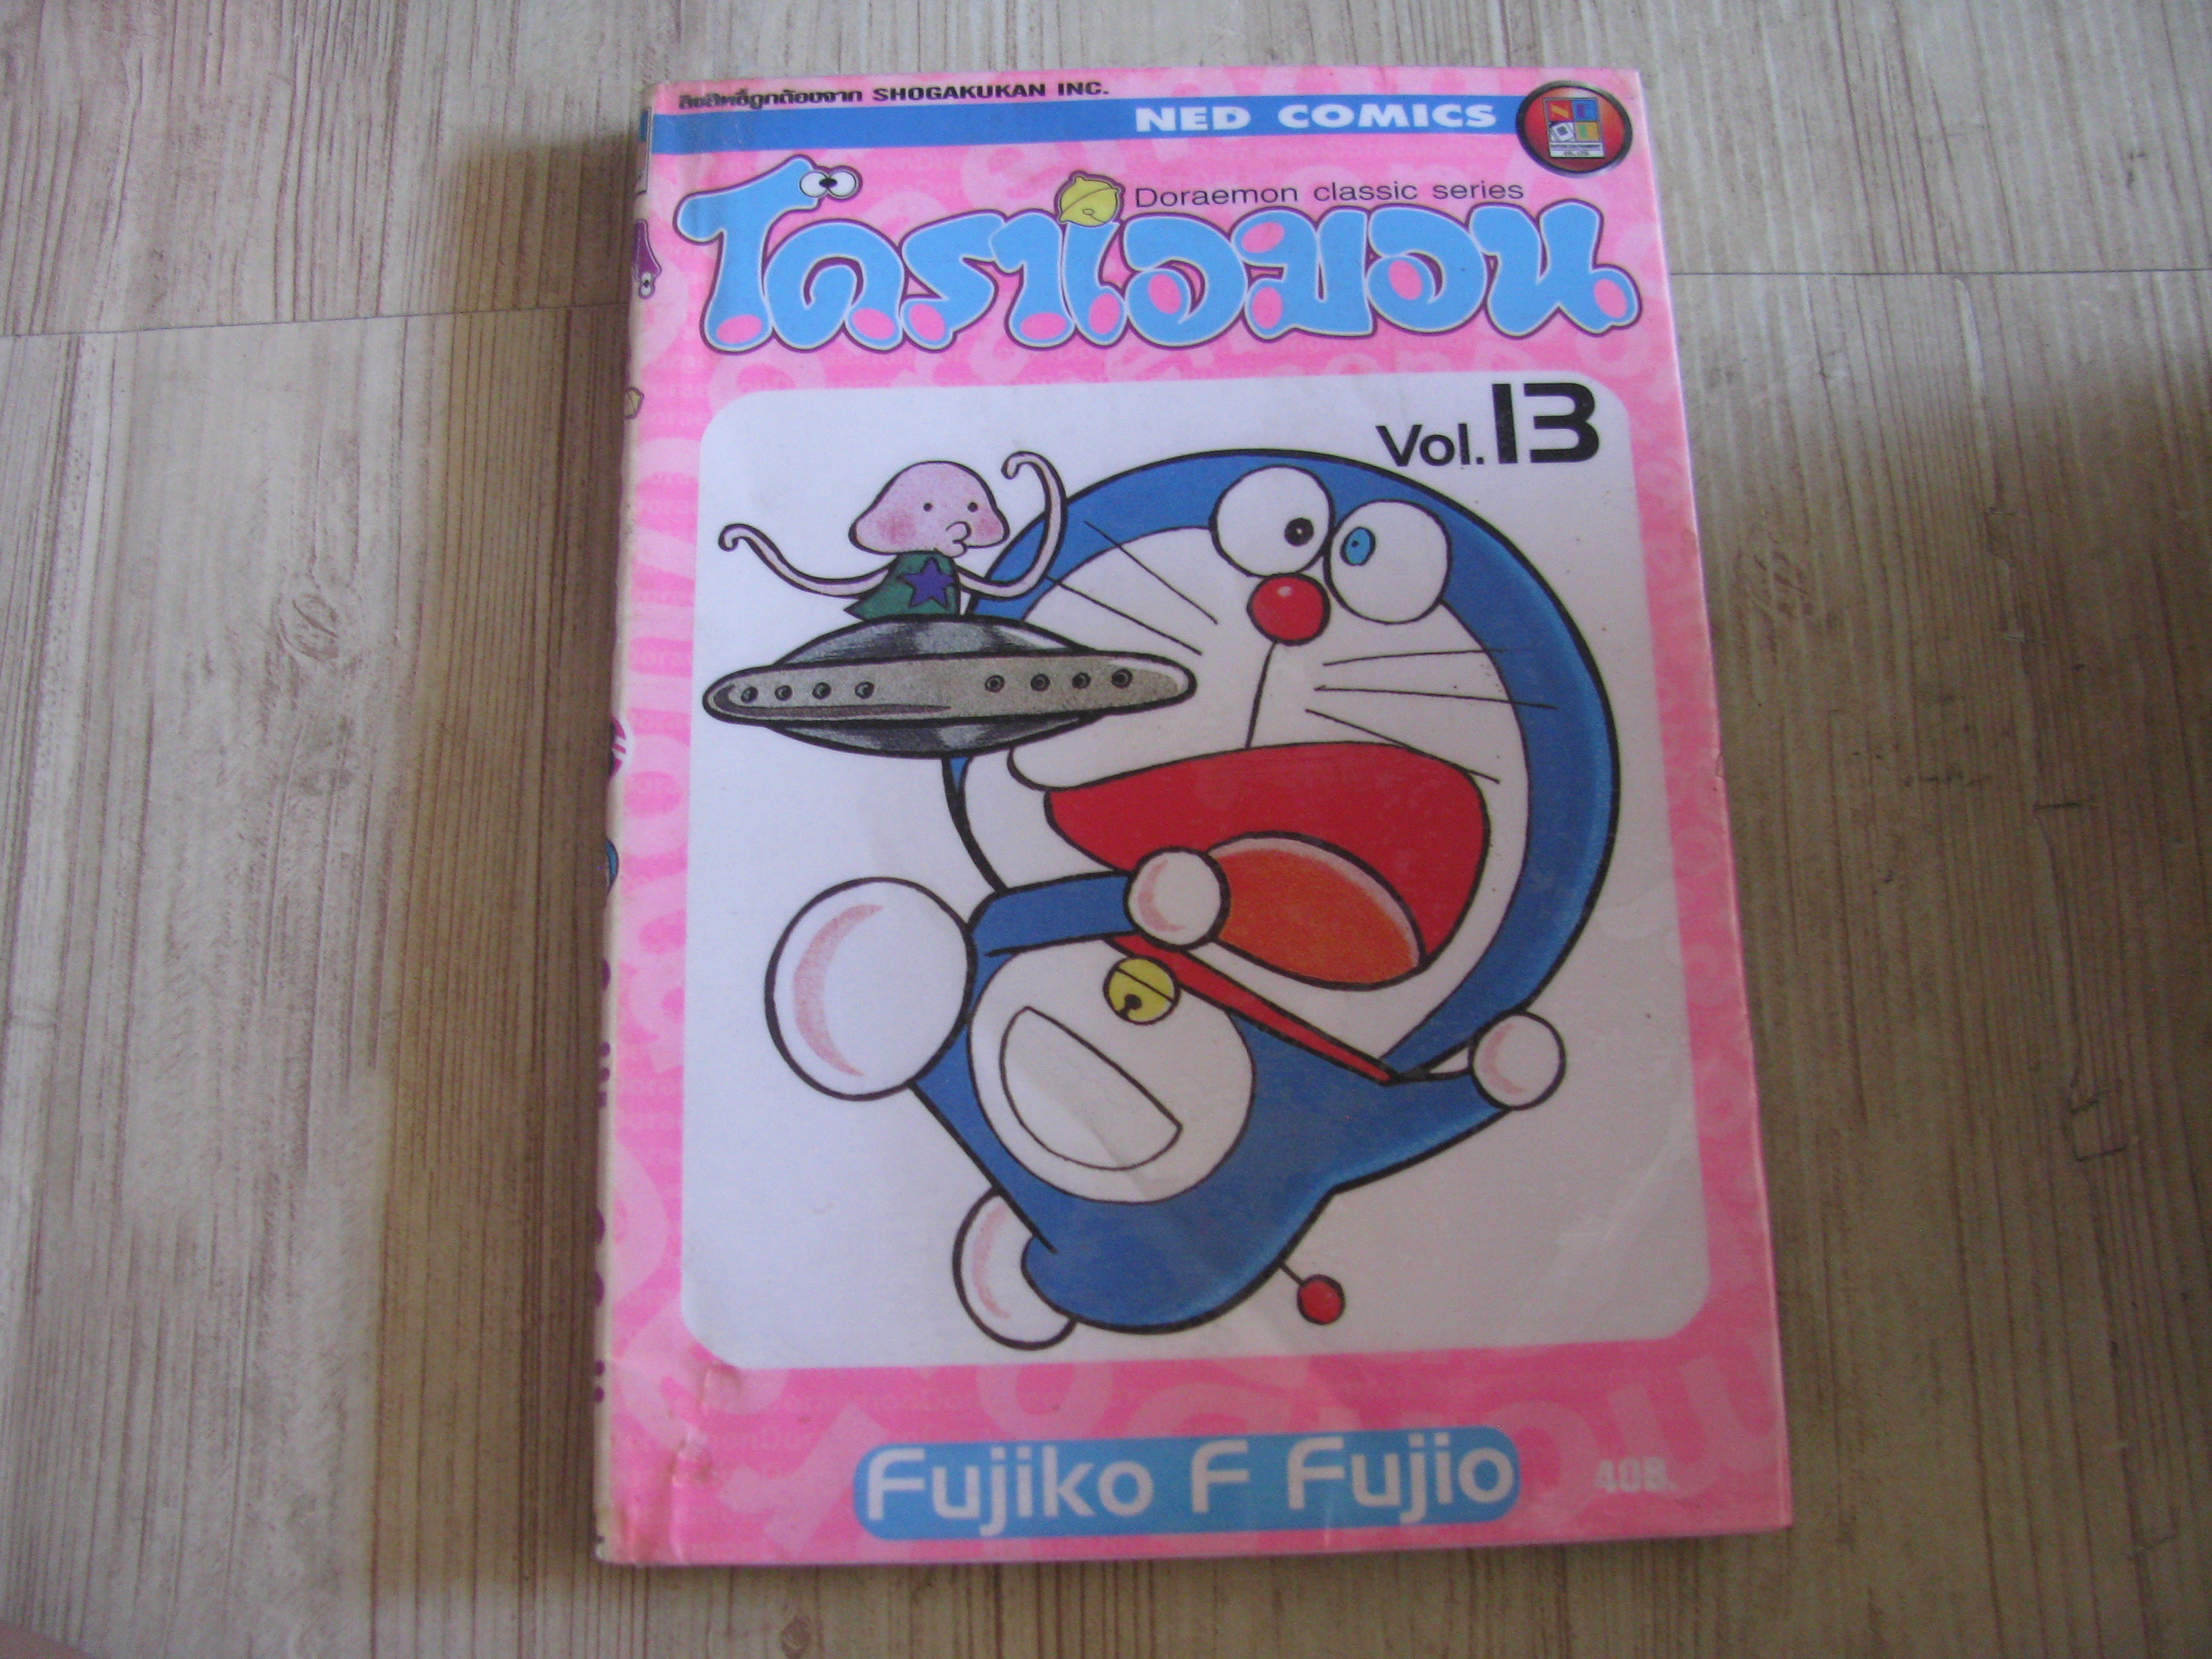 ลิขสิทธิ์ถูกต้องจาก SHOGAKUKAN INC.
NED COMICS
Doraemon classic series
โดราเอมอน
Vol. 13
Fujiko F Fujio
40B.